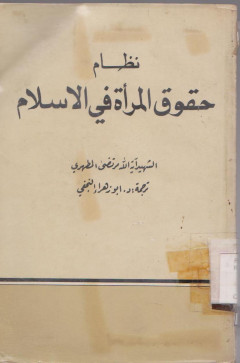 نظام
حقوق المرأة في الاسلام
الشهيد آية الله مرتضى المطهري
ترجمة : د. ابو زهراء النجفي